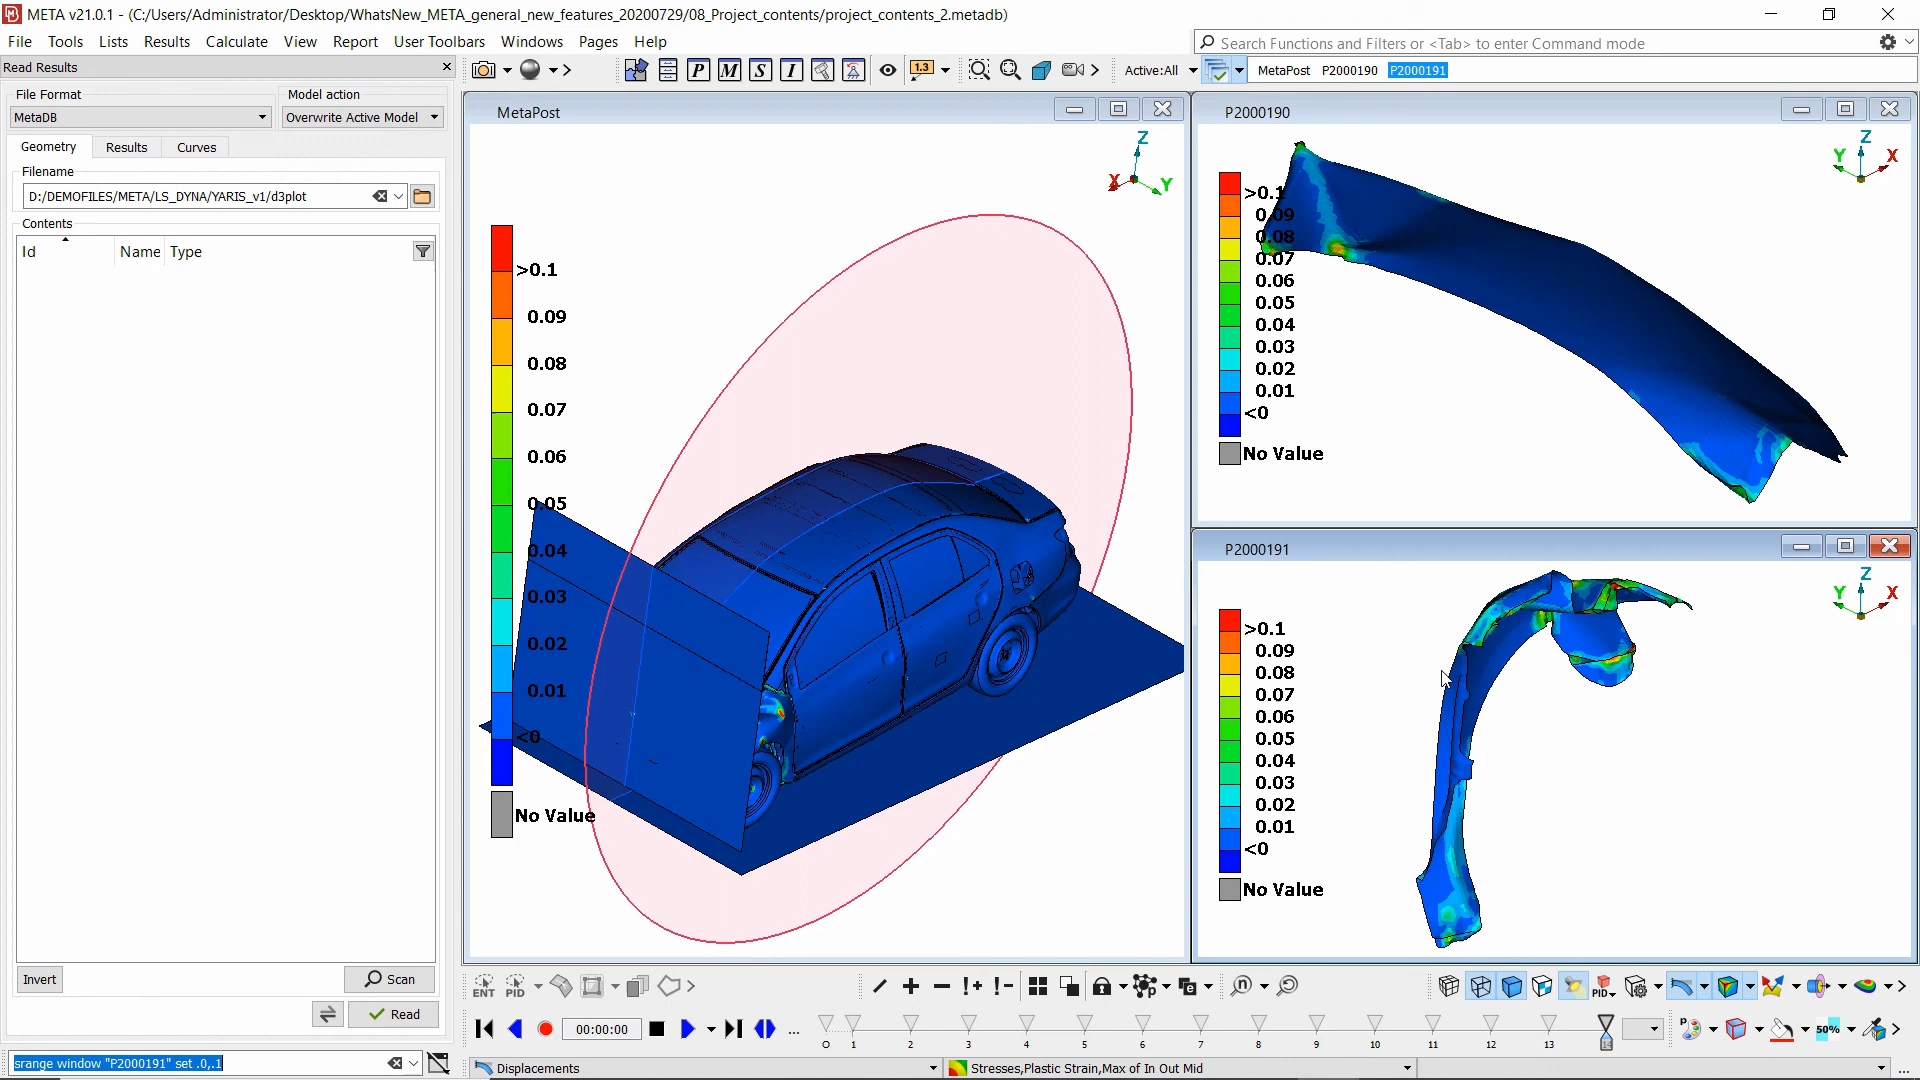 META v21.0.1 - (C:/Users/Administrator/Desktop/WhatsNew_META_general_new_features_20200729/08_Project_contents/project_contents_2.metadb)
File Tools Lists Results Calculate View Report User Toolbars Windows Pages Help
Search Functions and Filters or <Tab> to enter Command mode
Read Results
P M S I 1.3
Active:All
MetaPost P2000190 P2000191
File Format
MetaDB
Model action
Overwrite Active Model
Geometry Results Curves
Filename
D:/DEMOFILES/META/LS_DYNA/YARIS_v1/d3plot
Contents
Id Name Type
Invert
Scan
Read
srange window "P2000191" set .0,.1
MetaPost
Z
X
Y
>0.1
0.09
0.08
0.07
0.06
0.05
0.04
0.03
0.02
0.01
<0
No Value
P2000190
Z
Y
X
>0.1
0.09
0.08
0.07
0.06
0.05
0.04
0.03
0.02
0.01
<0
No Value
P2000191
Z
Y
X
>0.1
0.09
0.08
0.07
0.06
0.05
0.04
0.03
0.02
0.01
<0
No Value
ENT PID
PID
00:00:00
...
0 1 2 3 4 5 6 7 8 9 10 11 12 13 14
50%
Displacements
Stresses,Plastic Strain,Max of In Out Mid
...